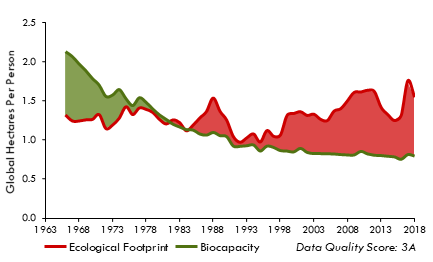 Global Hectares Per Person
2.5
2.0
1.5
1.0
0.5
0.0
1963 1968 1973 1978 1983 1988 1993 1998 2003 2008 2013 2018
Ecological Footprint Biocapacity Data Quality Score: 3A